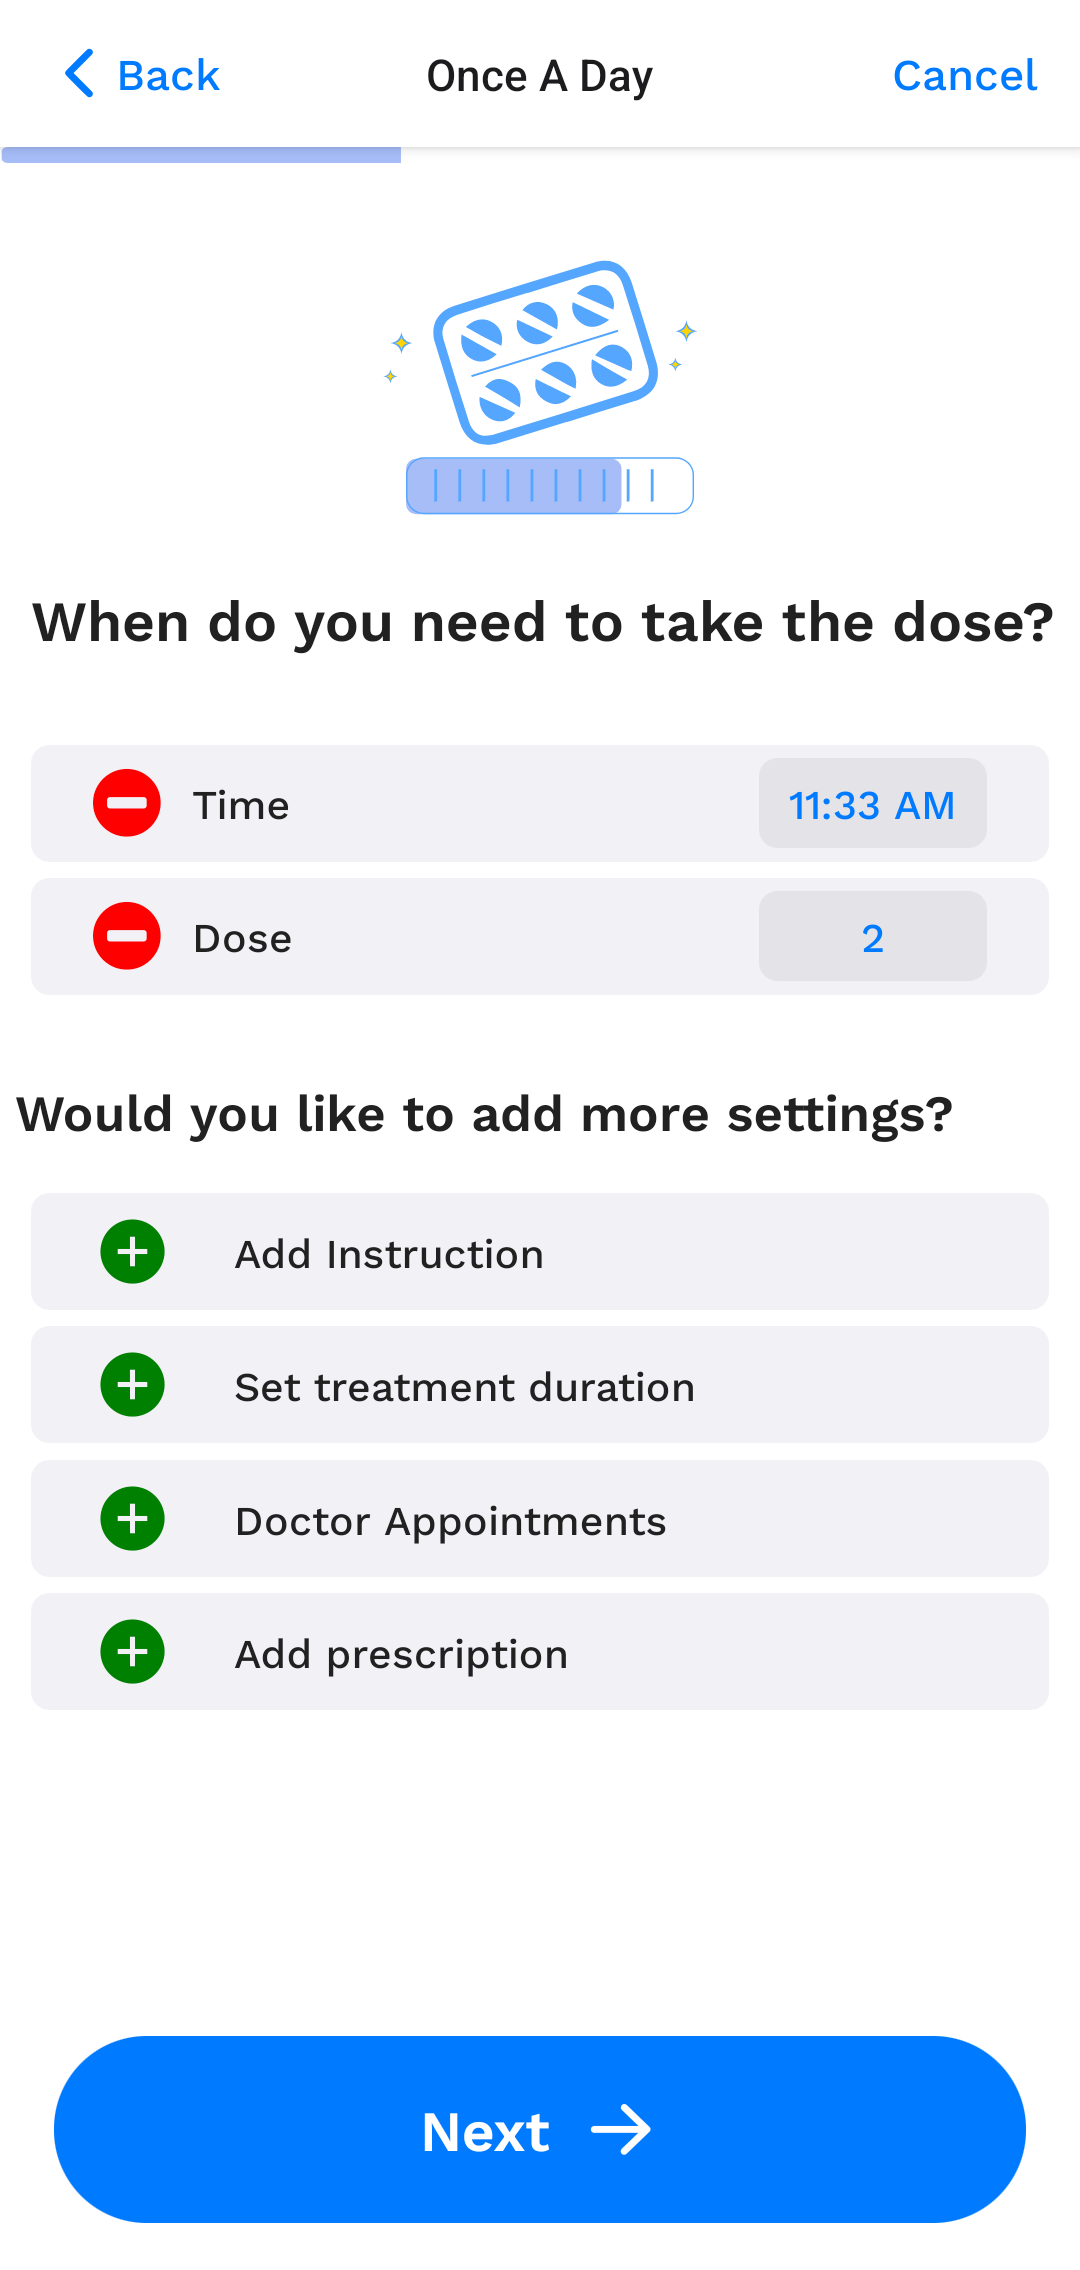 Back
Once A Day
Cancel
When do you need to take the dose?
Time
11:33 AM
Dose
2
Would you like to add more settings?
Add Instruction
Set treatment duration
Doctor Appointments
Add prescription
Next